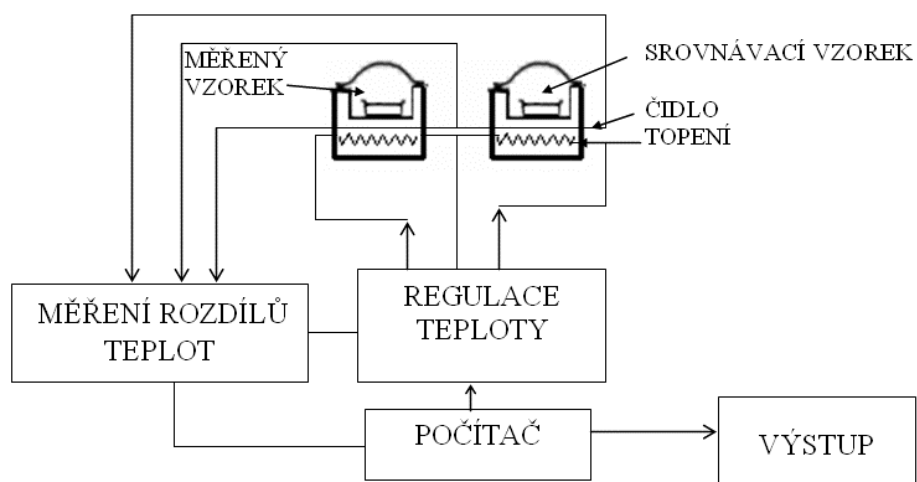 MĚŘENÝ
VZOREK
SROVNÁVACÍ VZOREK
ČIDLO
TOPENÍ
MĚŘENÍ ROZDÍLŮ
TEPLOT
REGULACE
TEPLOTY
POČÍTAČ
VÝSTUP